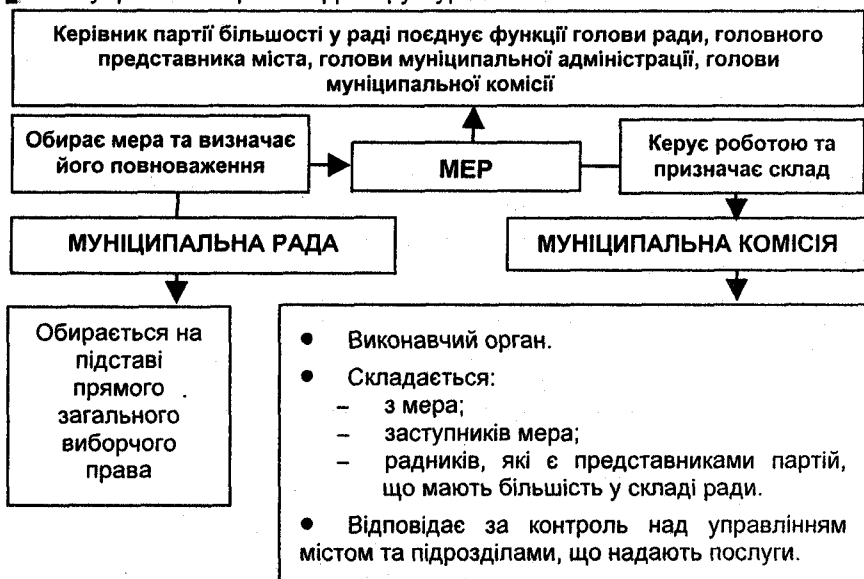 Керівник партії більшості у раді поєднує функції голови ради, головного
представника міста, голови муніципальної адміністрації, голови
муніципальної комісії
Обирає мера та визначає
його повноваження
МЕР
Керує роботою та
призначає склад
МУНІЦИПАЛЬНА РАДА
МУНІЦИПАЛЬНА КОМІСІЯ
Обирається на
підставі
прямого
загального
виборчого
права
● Виконавчий орган.
● Складається:
– з мера;
– заступників мера;
– радників, які є представниками партій,
що мають більшість у складі ради.
● Відповідає за контроль над управлінням
містом та підрозділами, що надають послуги.